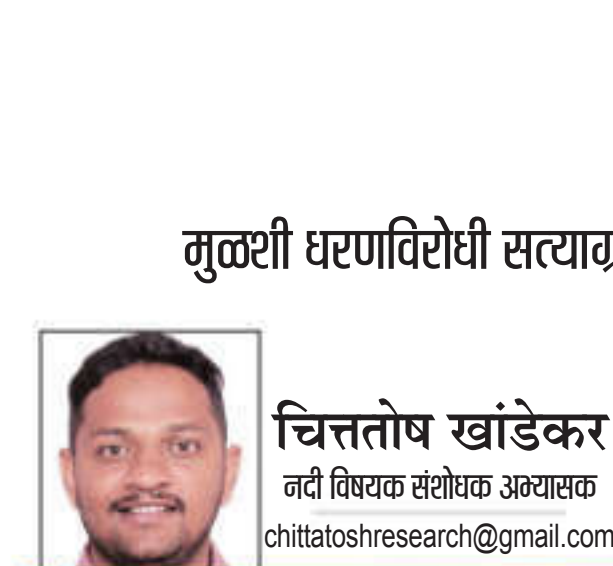 मुळशी धरणविरोधी सत्याग्र
चित्ततोष खांडेकर
नदी विषयक संशोधक अभ्यासक
chittatoshresearch@gmail.com